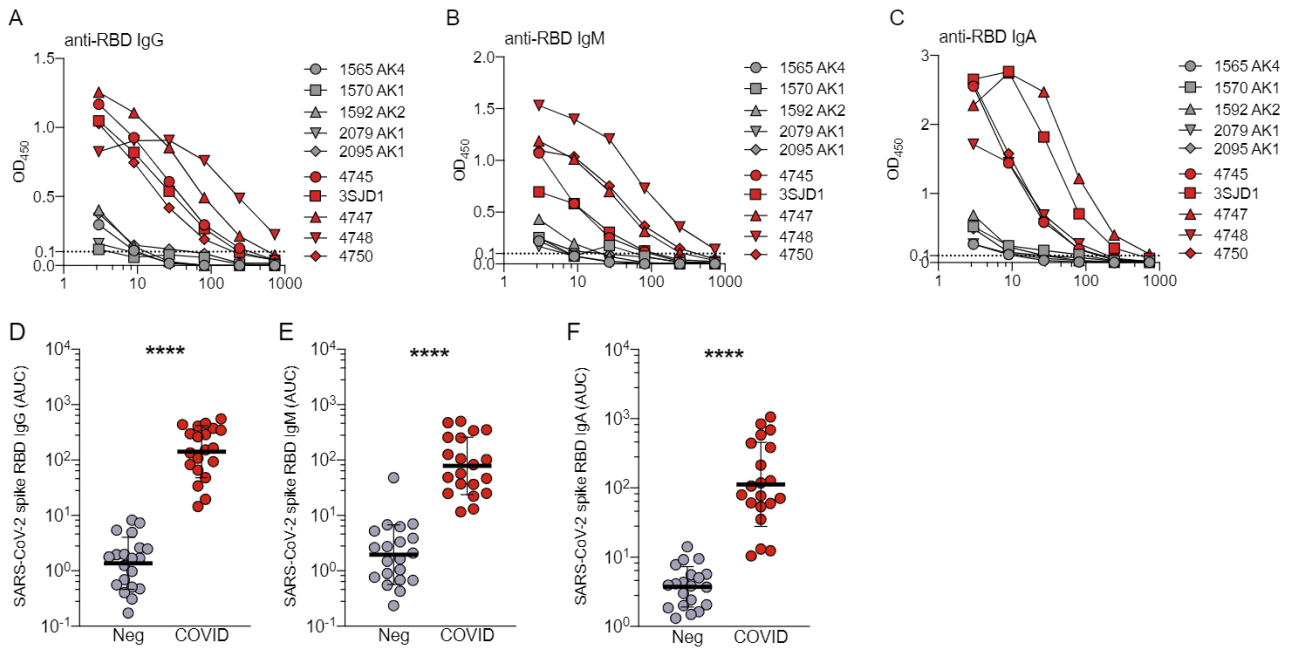 A
anti-RBD IgG
1.5
1.0
0.5
0.1
0.0
OD450
1
10
100
1000
1565 AK4
1570 AK1
1592 AK2
2079 AK1
2095 AK1
4745
3SJD1
4747
4748
4750
B
anti-RBD IgM
2.0
1.5
1.0
0.5
0.1
0.0
OD450
1
10
100
1000
1565 AK4
1570 AK1
1592 AK2
2079 AK1
2095 AK1
4745
3SJD1
4747
4748
4750
C
anti-RBD IgA
3
2
1
OD450
1
10
100
1000
1565 AK4
1570 AK1
1592 AK2
2079 AK1
2095 AK1
4745
3SJD1
4747
4748
4750
D
****
SARS-CoV-2 spike RBD IgG (AUC)
10^4
10^3
10^2
10^1
10^0
10^-1
Neg COVID
E
****
SARS-CoV-2 spike RBD IgM (AUC)
10^4
10^3
10^2
10^1
10^0
10^-1
Neg COVID
F
****
SARS-CoV-2 spike RBD IgA (AUC)
10^4
10^3
10^2
10^1
10^0
Neg COVID